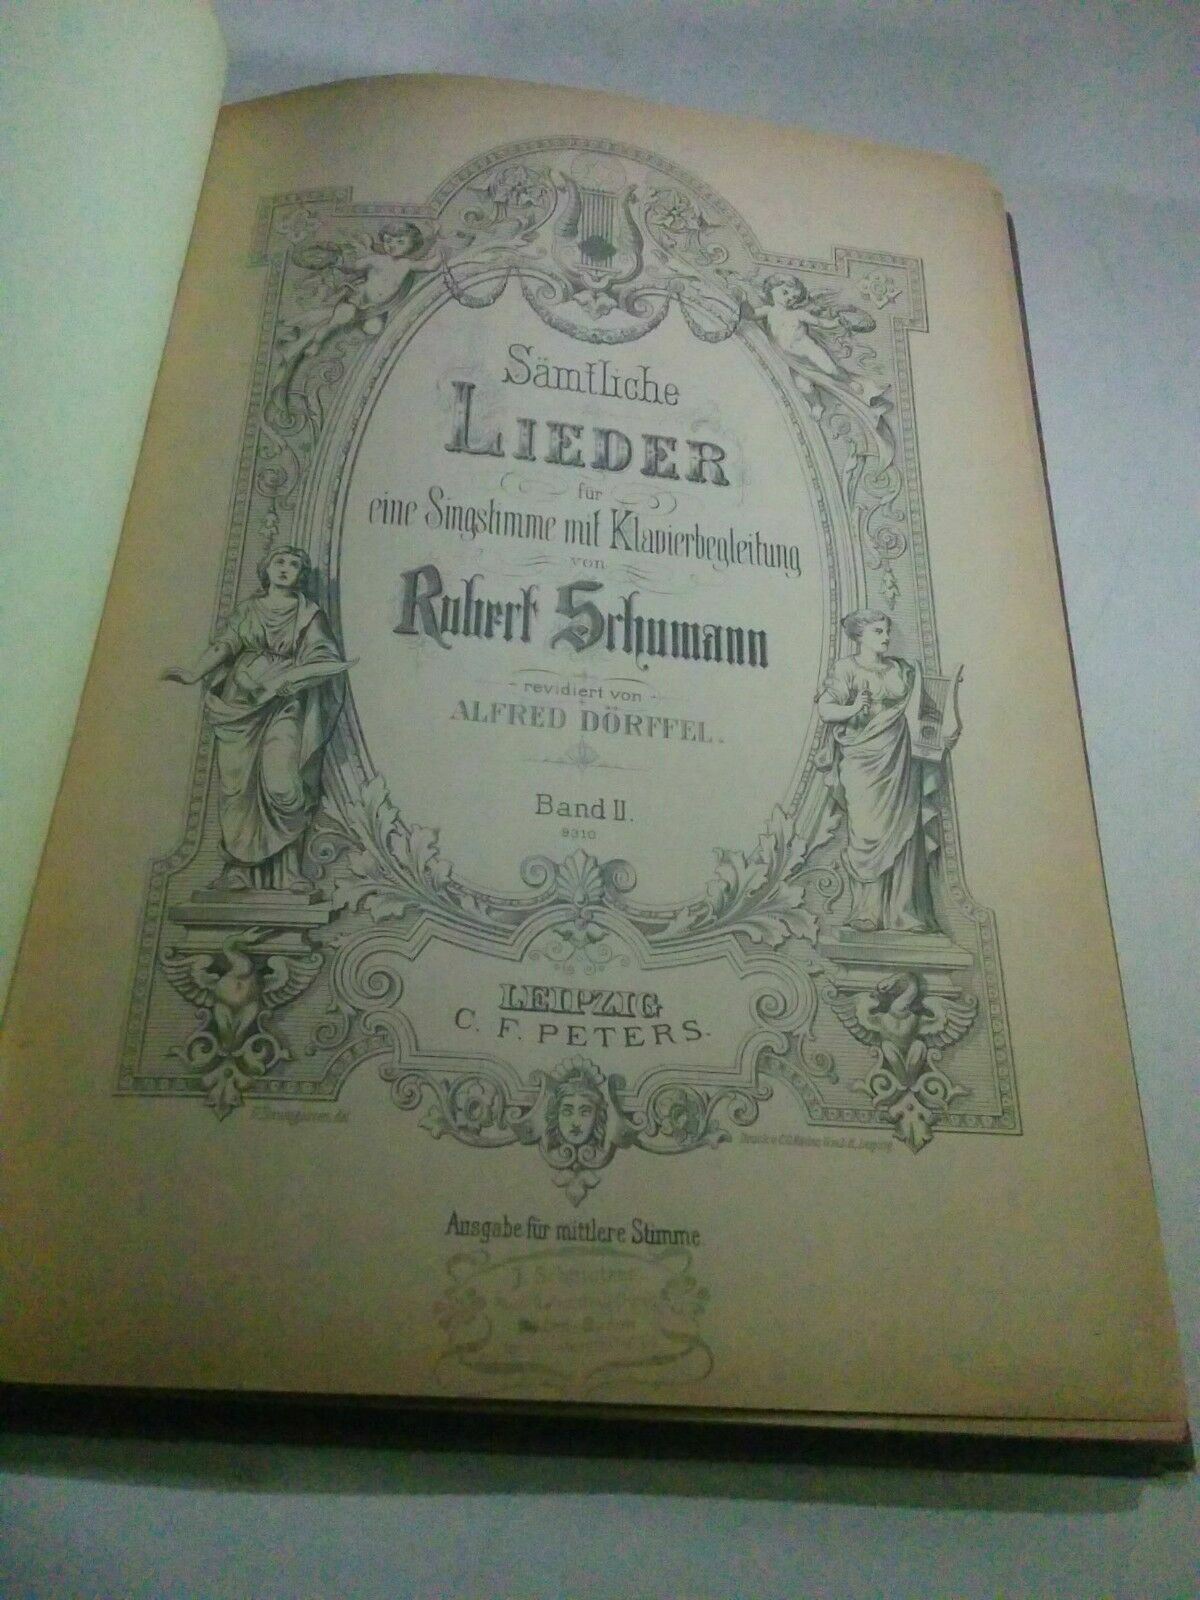 Sämtliche
LIEDER
für
eine Singstimme mit Klavierbegleitung
von
Robert Schumann
revidiert von
ALFRED DÖRFFEL.
Band II.
9310
LEIPZIG
C. F. PETERS.
Ausgabe für mittlere Stimme